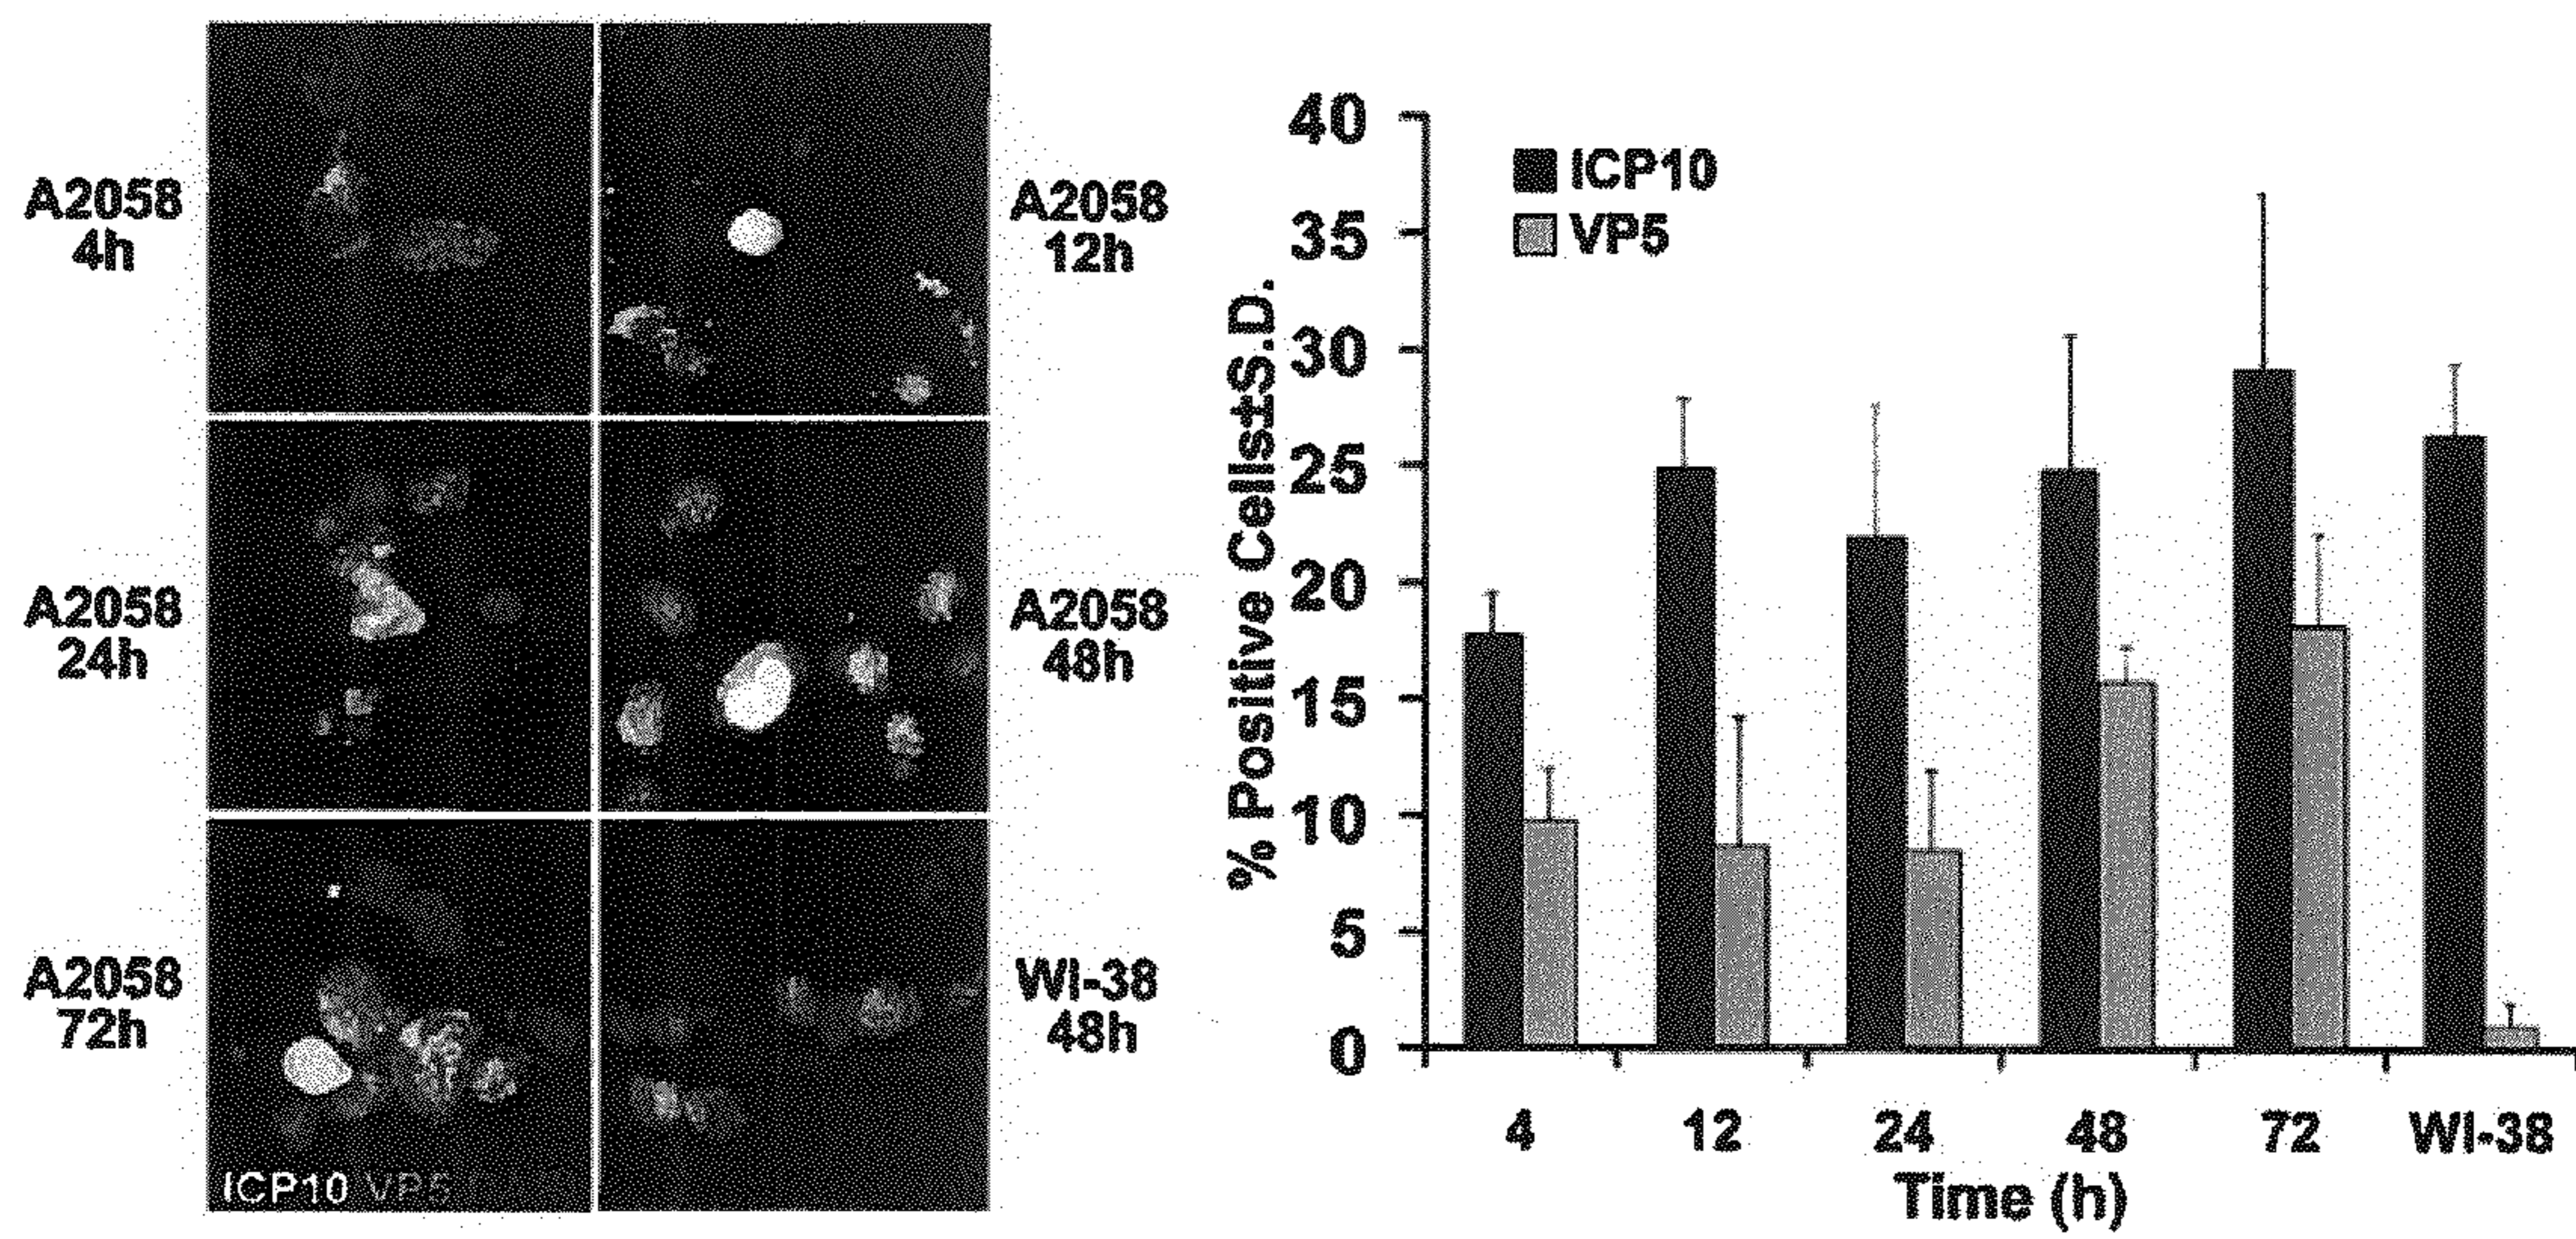 A2058
4h
A2058
12h
A2058
24h
A2058
48h
A2058
72h
WI-38
48h
ICP10 VP5
% Positive Cells±S.D.
40
35
30
25
20
15
10
5
0
ICP10
VP5
4 12 24 48 72 WI-38
Time (h)